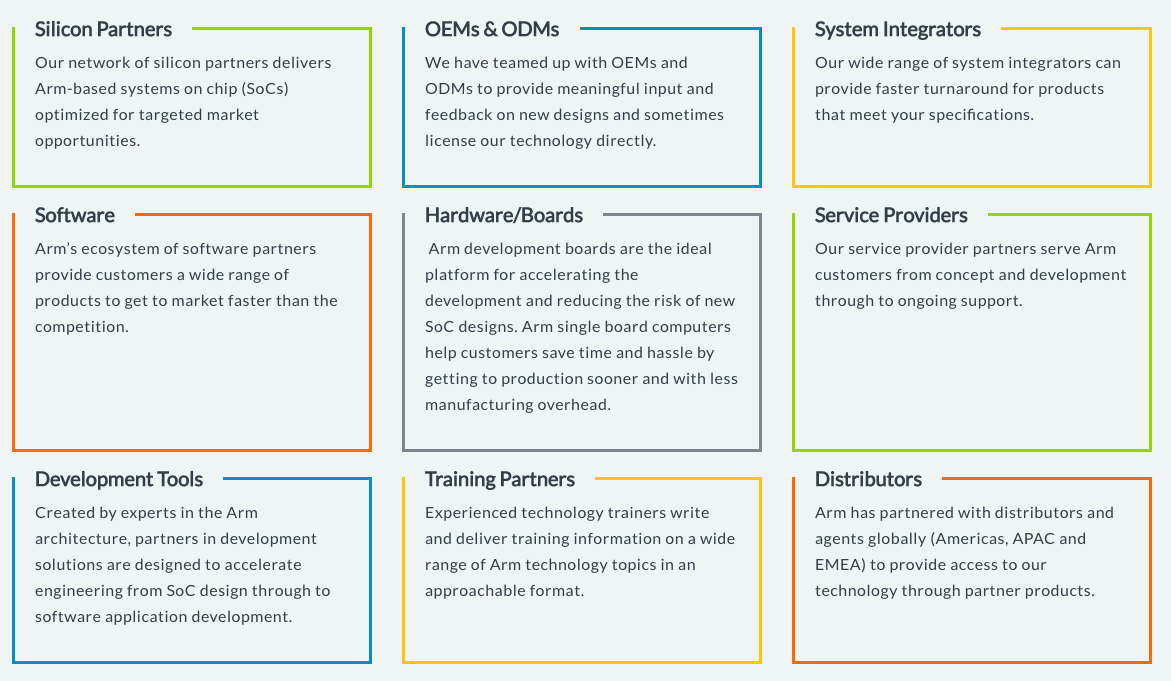 Silicon Partners
Our network of silicon partners delivers
Arm-based systems on chip (SoCs)
optimized for targeted market
opportunities.
OEMs & ODMs
We have teamed up with OEMs and
ODMs to provide meaningful input and
feedback on new designs and sometimes
license our technology directly.
System Integrators
Our wide range of system integrators can
provide faster turnaround for products
that meet your specifications.
Software
Arm’s ecosystem of software partners
provide customers a wide range of
products to get to market faster than the
competition.
Hardware/Boards
Arm development boards are the ideal
platform for accelerating the
development and reducing the risk of new
SoC designs. Arm single board computers
help customers save time and hassle by
getting to production sooner and with less
manufacturing overhead.
Service Providers
Our service provider partners serve Arm
customers from concept and development
through to ongoing support.
Development Tools
Created by experts in the Arm
architecture, partners in development
solutions are designed to accelerate
engineering from SoC design through to
software application development.
Training Partners
Experienced technology trainers write
and deliver training information on a wide
range of Arm technology topics in an
approachable format.
Distributors
Arm has partnered with distributors and
agents globally (Americas, APAC and
EMEA) to provide access to our
technology through partner products.